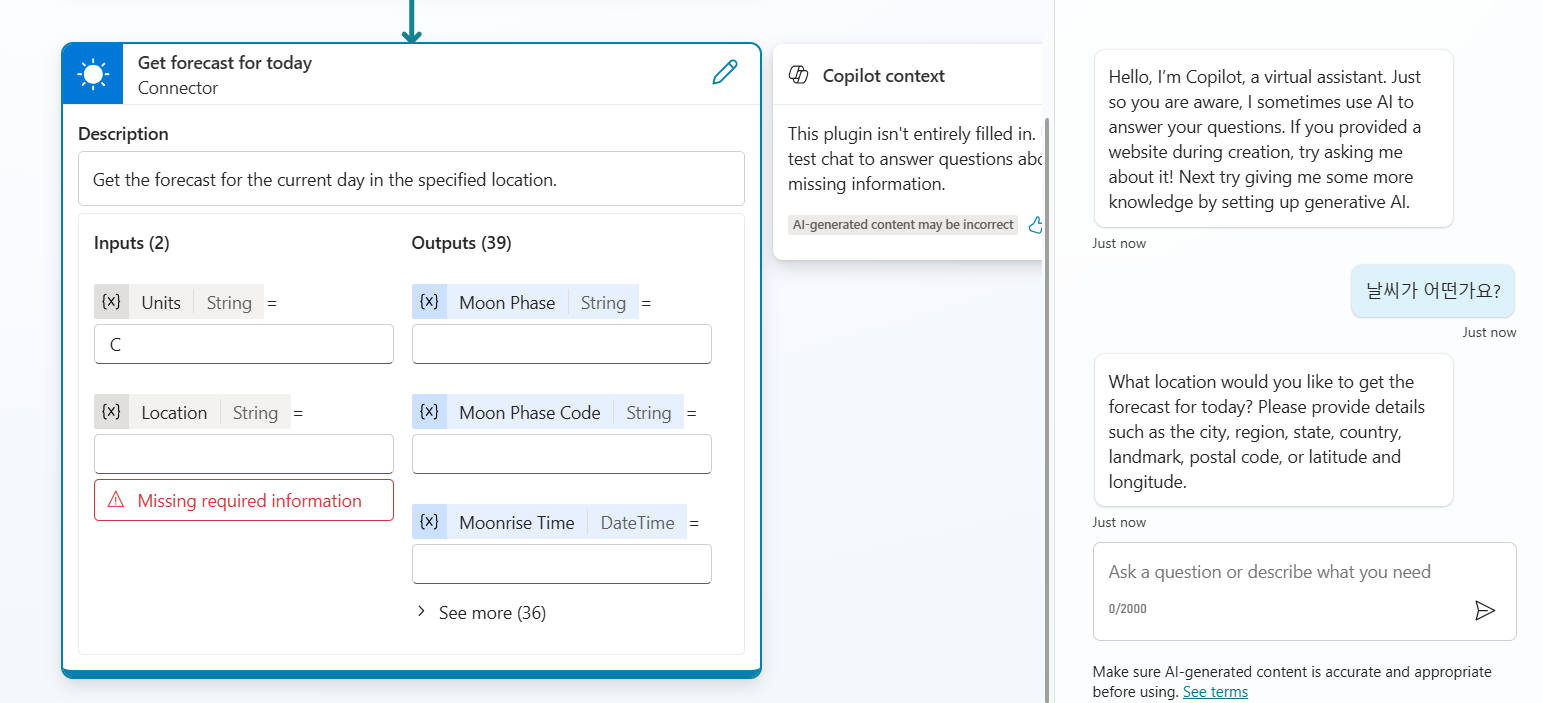 Get forecast for today
Connector
Description
Get the forecast for the current day in the specified location.
Inputs (2)
{x} Units String =
C
{x} Location String =
Missing required information
Outputs (39)
{x} Moon Phase String =
{x} Moon Phase Code String =
{x} Moonrise Time DateTime =
See more (36)
Copilot context
This plugin isn't entirely filled in.
test chat to answer questions
missing information.
AI-generated content may be incorrect
Hello, I'm Copilot, a virtual assistant. Just
so you are aware, I sometimes use AI to
answer your questions. If you provided a
website during creation, try asking me
about it! Next try giving me some more
knowledge by setting up generative AI.
Just now
날씨가 어떤가요?
Just now
What location would you like to get the
forecast for today? Please provide details
such as the city, region, state, country,
landmark, postal code, or latitude and
longitude.
Just now
Ask a question or describe what you need
0/2000
Make sure AI-generated content is accurate and appropriate
before using. See terms